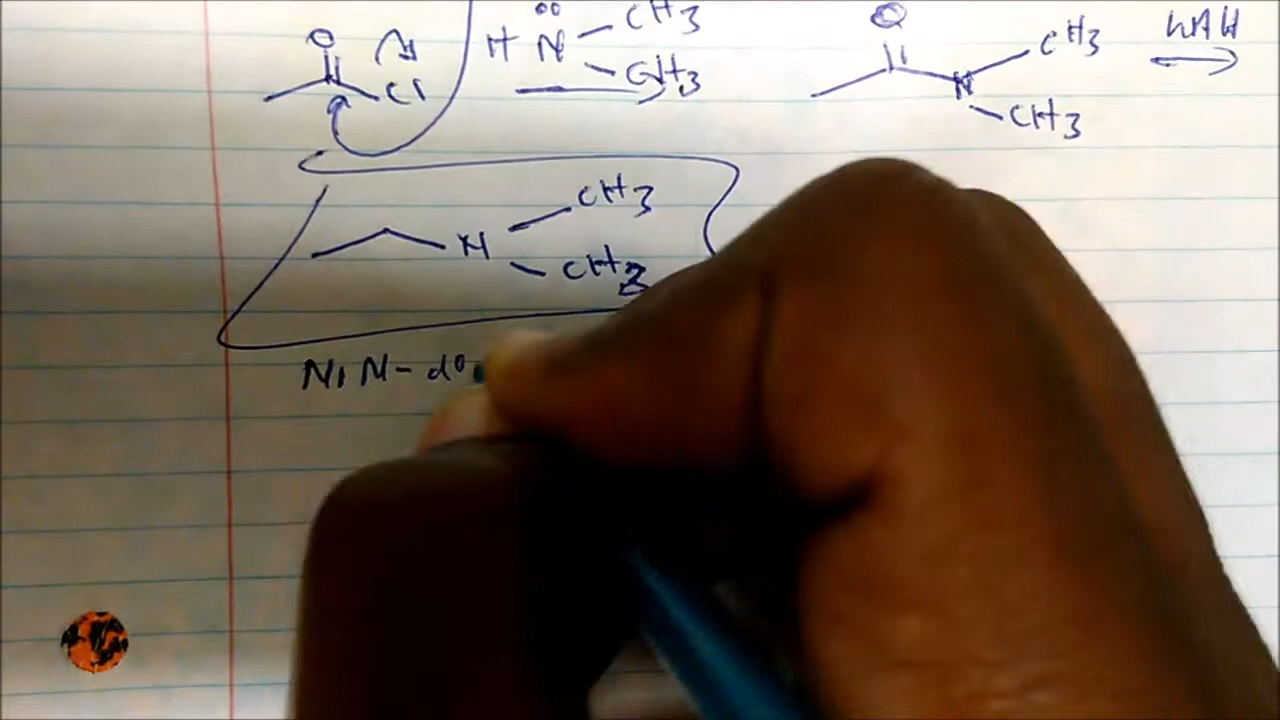 O H N CH3 O CH3 LAH
Cl CH3 N CH3
CH3
N
CH3
N,N-d